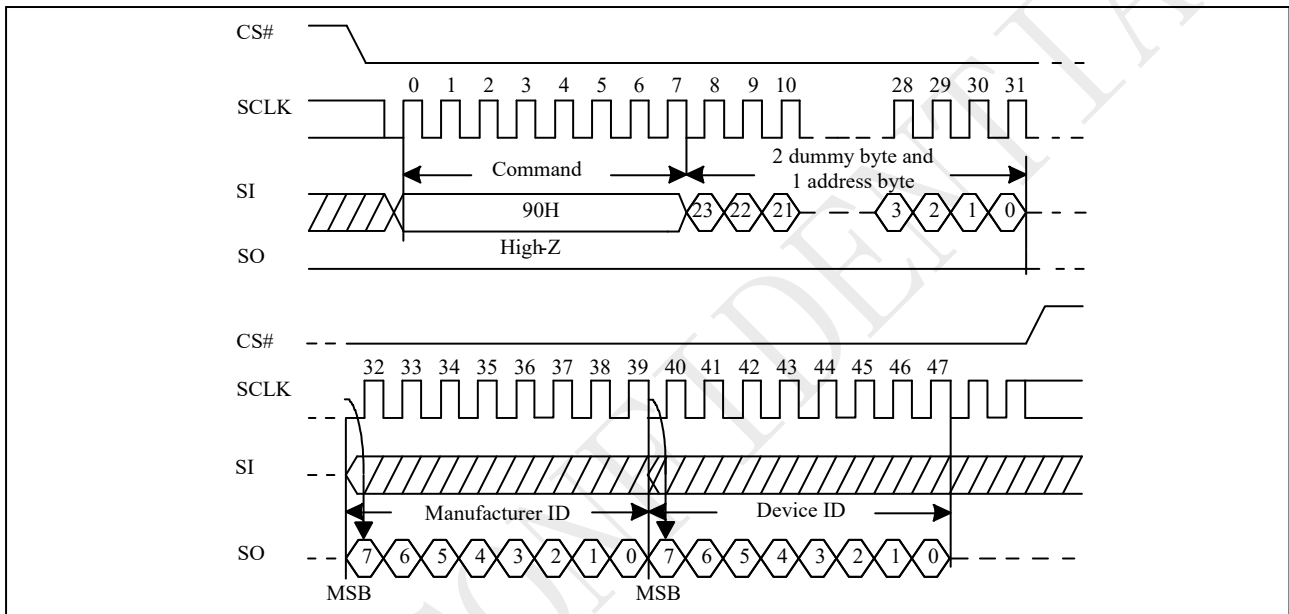 CS#
0 1 2 3 4 5 6 7 8 9 10 28 29 30 31
SCLK
Command
2 dummy byte and
1 address byte
SI
90H
23 22 21 3 2 1 0
High-Z
SO
CS#
32 33 34 35 36 37 38 39 40 41 42 43 44 45 46 47
SCLK
SI
Manufacturer ID
Device ID
SO
7 6 5 4 3 2 1 0 7 6 5 4 3 2 1 0
MSB
MSB